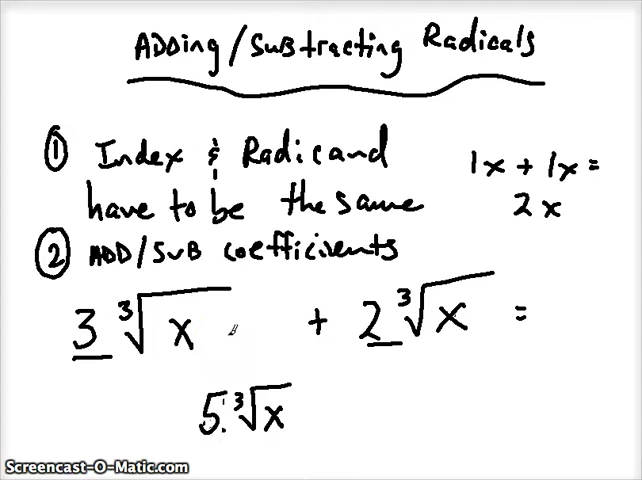 Adding/Subtracting Radicals
① Index & Radicand
have to be the same
1x + 1x =
2x
② ADD/SUB coefficients
3 ∛x + 2 ∛x =
5 ∛x
Screencast-O-Matic.com